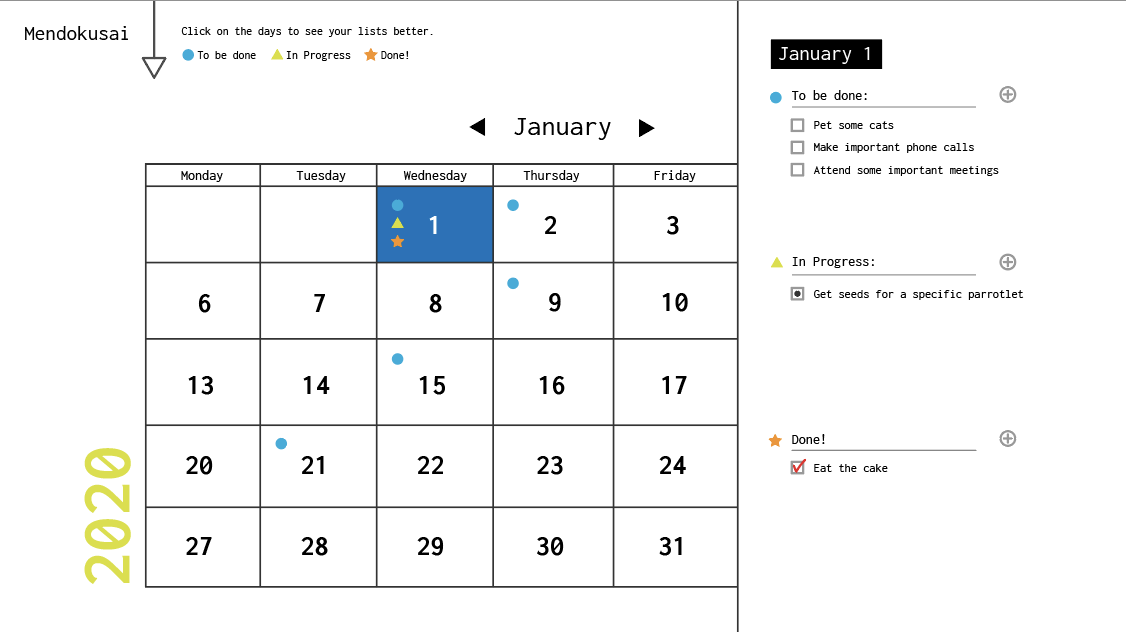 Mendokusai
Click on the days to see your lists better.
To be done In Progress Done!
January
Monday Tuesday Wednesday Thursday Friday
1 2 3
6 7 8 9 10
13 14 15 16 17
20 21 22 23 24
27 28 29 30 31
2020
January 1
To be done:
Pet some cats
Make important phone calls
Attend some important meetings
In Progress:
Get seeds for a specific parrotlet
Done!
Eat the cake